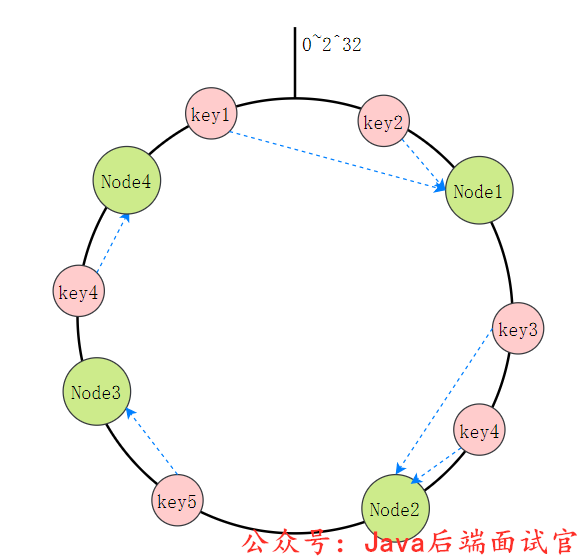 0~2^32
key1
key2
Node4
Node1
key4
key3
Node3
key4
key5
Node2
公众号: Java后端面试官